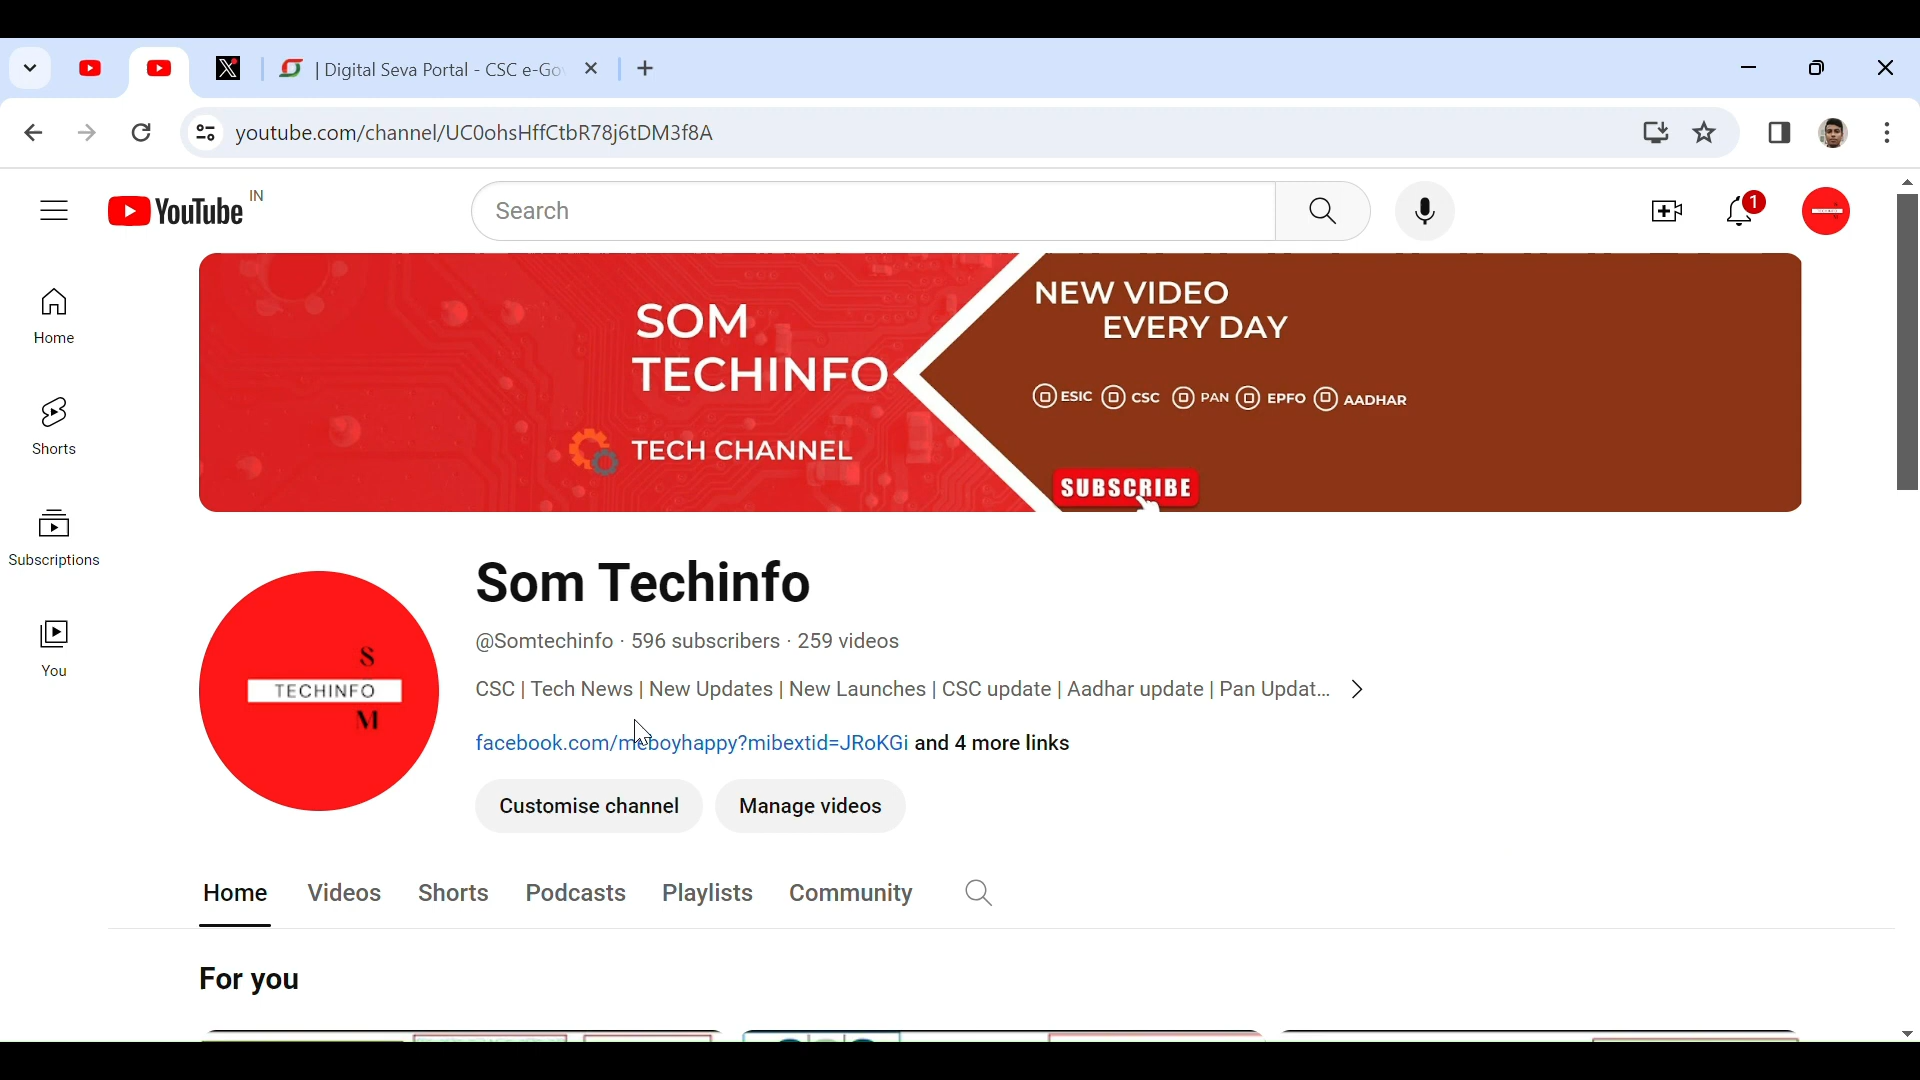 | Digital Seva Portal - CSC e-Go
youtube.com/channel/UC0ohsHffCtbR78j6tDM3f8A
YouTube IN
Search
1
SOM
TECHINFO
TECH CHANNEL
NEW VIDEO
EVERY DAY
ESIC CSC PAN EPFO AADHAR
SUBSCRIBE
Home
Shorts
Subscriptions
You
S
TECHINFO
M
Som Techinfo
@Somtechinfo · 596 subscribers · 259 videos
CSC | Tech News | New Updates | New Launches | CSC update | Aadhar update | Pan Updat...
facebook.com/meboyhappy?mibextid=JRoKGi and 4 more links
Customise channel Manage videos
Home Videos Shorts Podcasts Playlists Community
For you